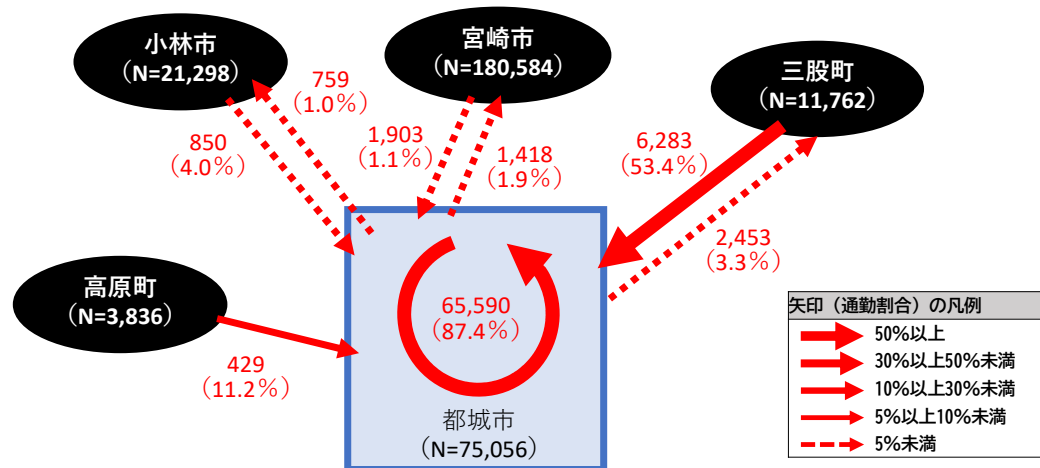 小林市
（N=21,298）
宮崎市
（N=180,584）
三股町
（N=11,762）
759
（1.0%）
850
（4.0%）
1,903
（1.1%）
1,418
（1.9%）
6,283
（53.4%）
2,453
（3.3%）
高原町
（N=3,836）
429
（11.2%）
65,590
（87.4%）
都城市
（N=75,056）
矢印（通勤割合）の凡例
50%以上
30%以上50%未満
10%以上30%未満
5%以上10%未満
5%未満